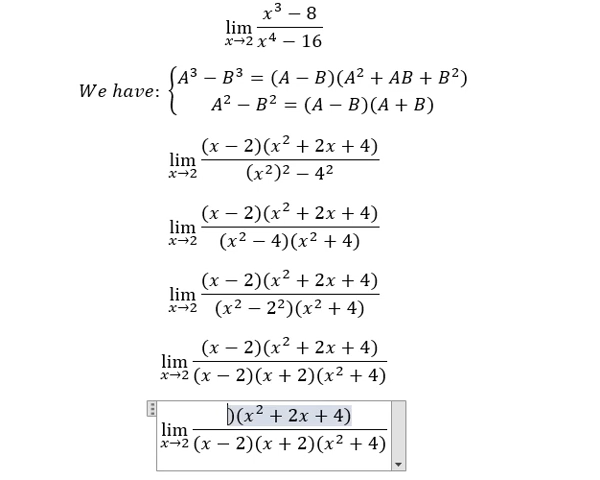 lim x→2 (x³ − 8)/(x⁴ − 16)
We have: { A³ − B³ = (A − B)(A² + AB + B²)
A² − B² = (A − B)(A + B)
lim x→2 (x − 2)(x² + 2x + 4)/((x²)² − 4²)
lim x→2 (x − 2)(x² + 2x + 4)/((x² − 4)(x² + 4))
lim x→2 (x − 2)(x² + 2x + 4)/((x² − 2²)(x² + 4))
lim x→2 (x − 2)(x² + 2x + 4)/((x − 2)(x + 2)(x² + 4))
lim x→2 )(x² + 2x + 4)/((x − 2)(x + 2)(x² + 4))